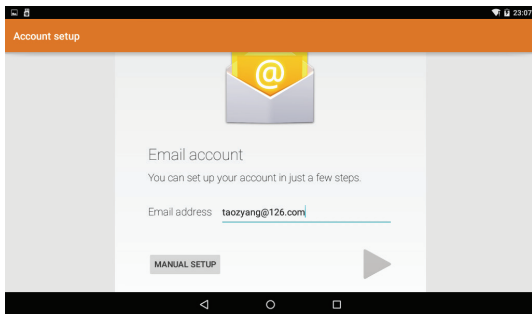 23:07
Account setup
@
Email account
You can set up your account in just a few steps.
Email address taozyang@126.com
MANUAL SETUP